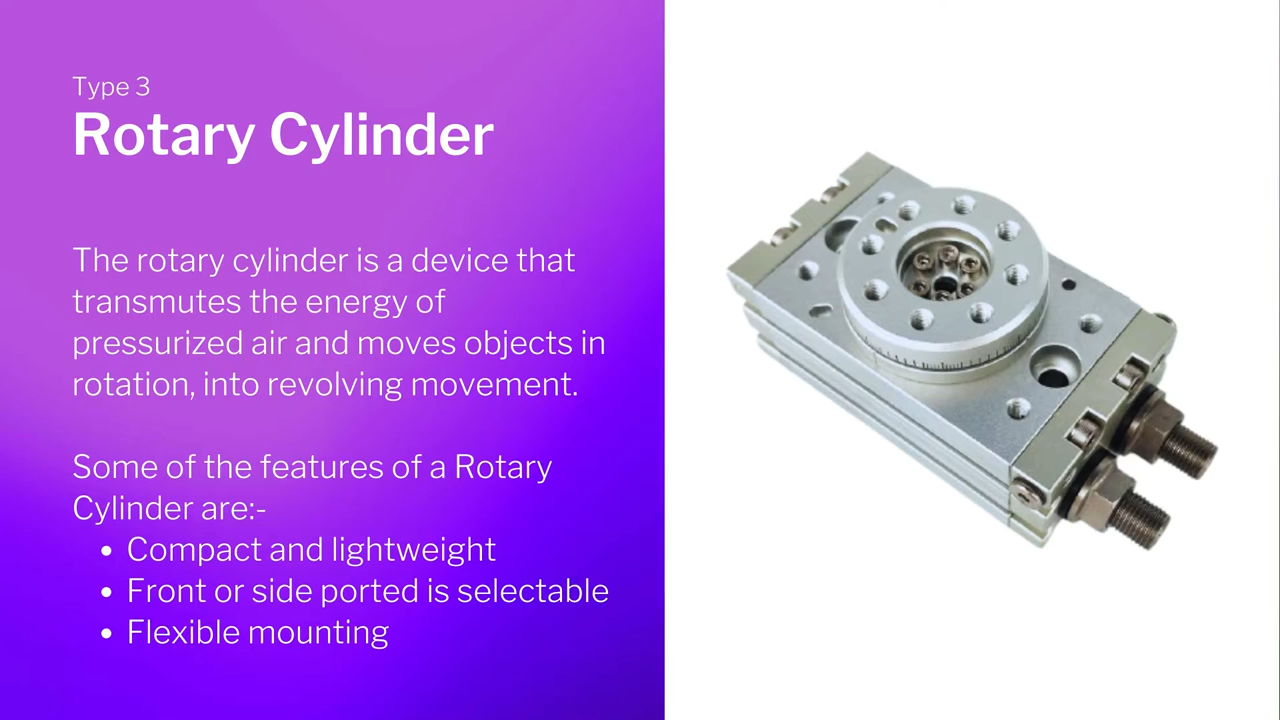 Type 3
Rotary Cylinder
The rotary cylinder is a device that
transmutes the energy of
pressurized air and moves objects in
rotation, into revolving movement.
Some of the features of a Rotary
Cylinder are:-
• Compact and lightweight
• Front or side ported is selectable
• Flexible mounting